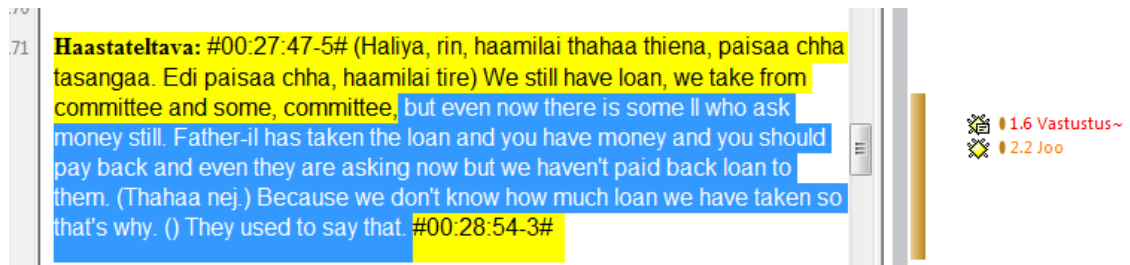 71 Haastateltava: #00:27:47-5# (Haliya, rin, haamilai thahaa thiena, paisaa chha
tasangaa. Edi paisaa chha, haamilai tire) We still have loan, we take from
committee and some, committee, but even now there is some ll who ask
money still. Father-il has taken the loan and you have money and you should
pay back and even they are asking now but we haven't paid back loan to
them. (Thahaa nej.) Because we don't know how much loan we have taken so
that's why. () They used to say that. #00:28:54-3#
1.6 Vastustus~
2.2 Joo